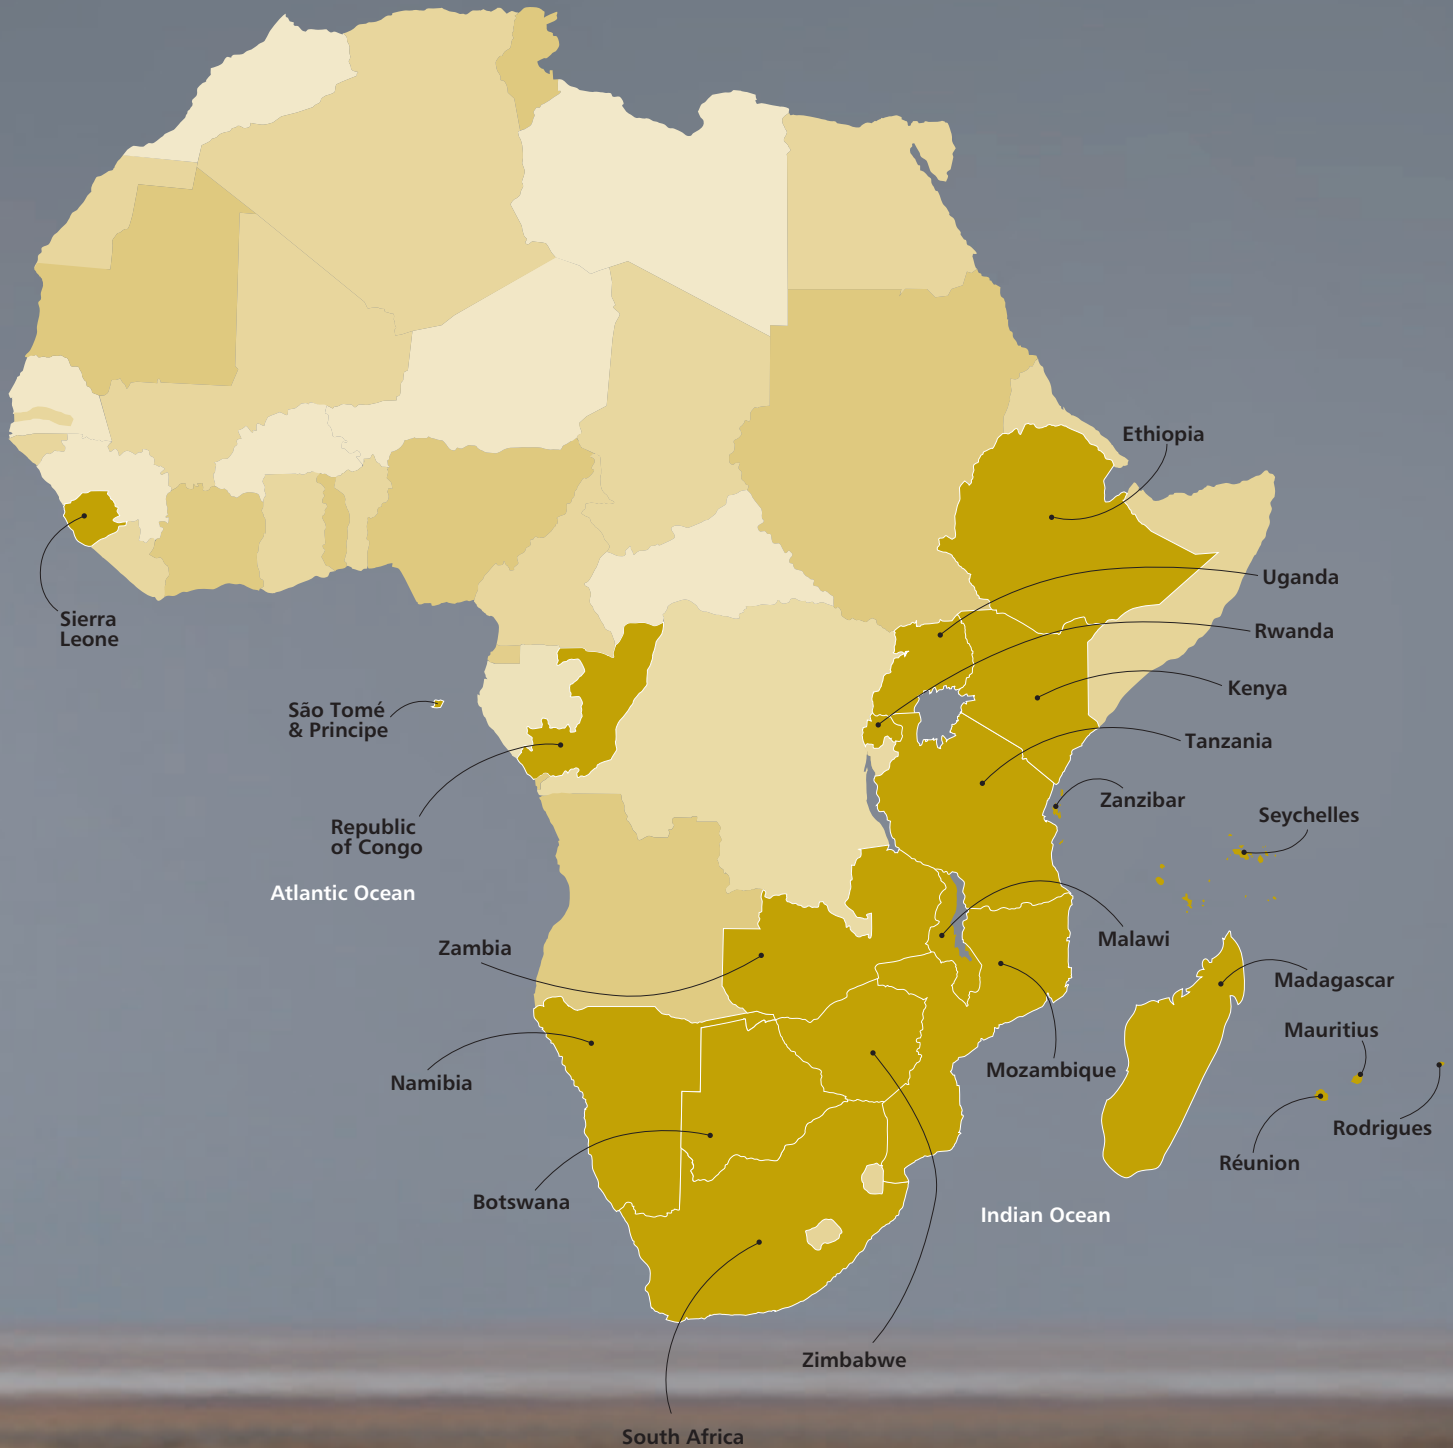 Ethiopia
Uganda
Sierra
Leone
Rwanda
Kenya
São Tomé
& Principe
Tanzania
Zanzibar
Seychelles
Republic
of Congo
Atlantic Ocean
Malawi
Zambia
Madagascar
Mauritius
Mozambique
Namibia
Rodrigues
Réunion
Botswana
Indian Ocean
Zimbabwe
South Africa